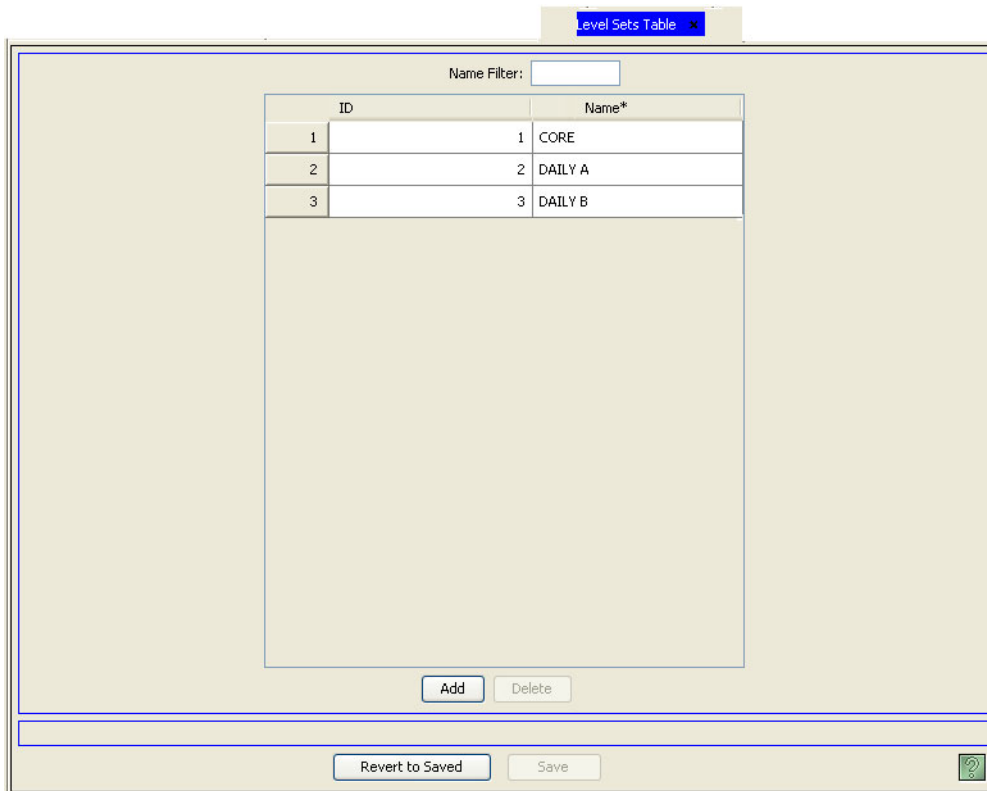 Level Sets Table ×
Name Filter:
ID Name*
1 1 CORE
2 2 DAILY A
3 3 DAILY B
Add Delete
Revert to Saved Save ?